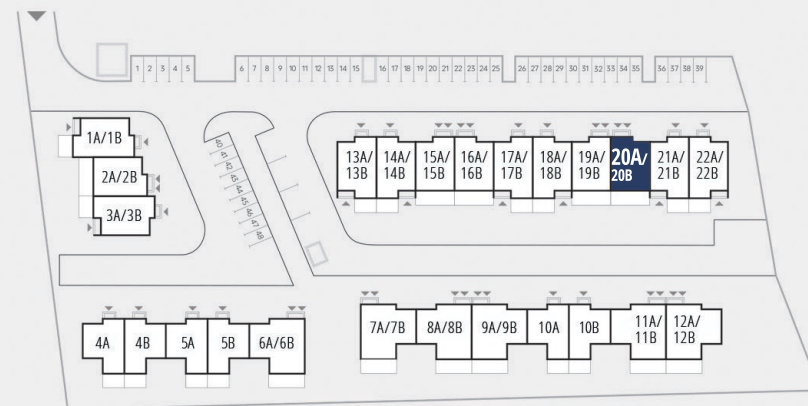 1 2 3 4 5
6 7 8 9 10 11 12 13 14 15
16 17 18 19 20 21 22 23 24 25
26 27 28 29 30 31 32 33 34 35
36 37 38 39
40
41
42
43
44
45
46
47
48
1A/1B
2A/2B
3A/3B
13A/
13B
14A/
14B
15A/
15B
16A/
16B
17A/
17B
18A/
18B
19A/
19B
20A/
20B
21A/
21B
22A/
22B
4A
4B
5A
5B
6A/6B
7A/7B
8A/8B
9A/9B
10A
10B
11A/
11B
12A/
12B